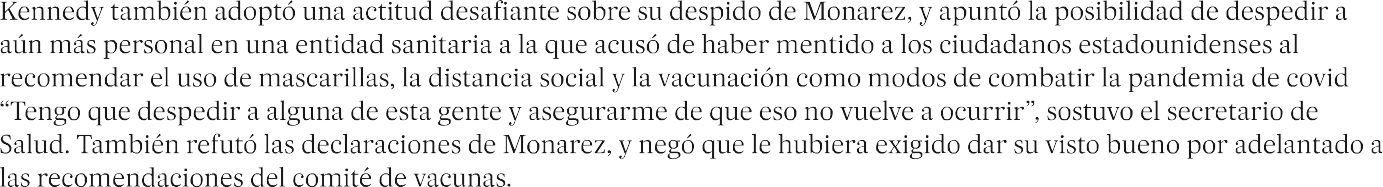 Kennedy también adoptó una actitud desafiante sobre su despido de Monarez, y apuntó la posibilidad de despedir a
aún más personal en una entidad sanitaria a la que acusó de haber mentido a los ciudadanos estadounidenses al
recomendar el uso de mascarillas, la distancia social y la vacunación como modos de combatir la pandemia de covid
“Tengo que despedir a alguna de esta gente y asegurarme de que eso no vuelve a ocurrir”, sostuvo el secretario de
Salud. También refutó las declaraciones de Monarez, y negó que le hubiera exigido dar su visto bueno por adelantado a
las recomendaciones del comité de vacunas.